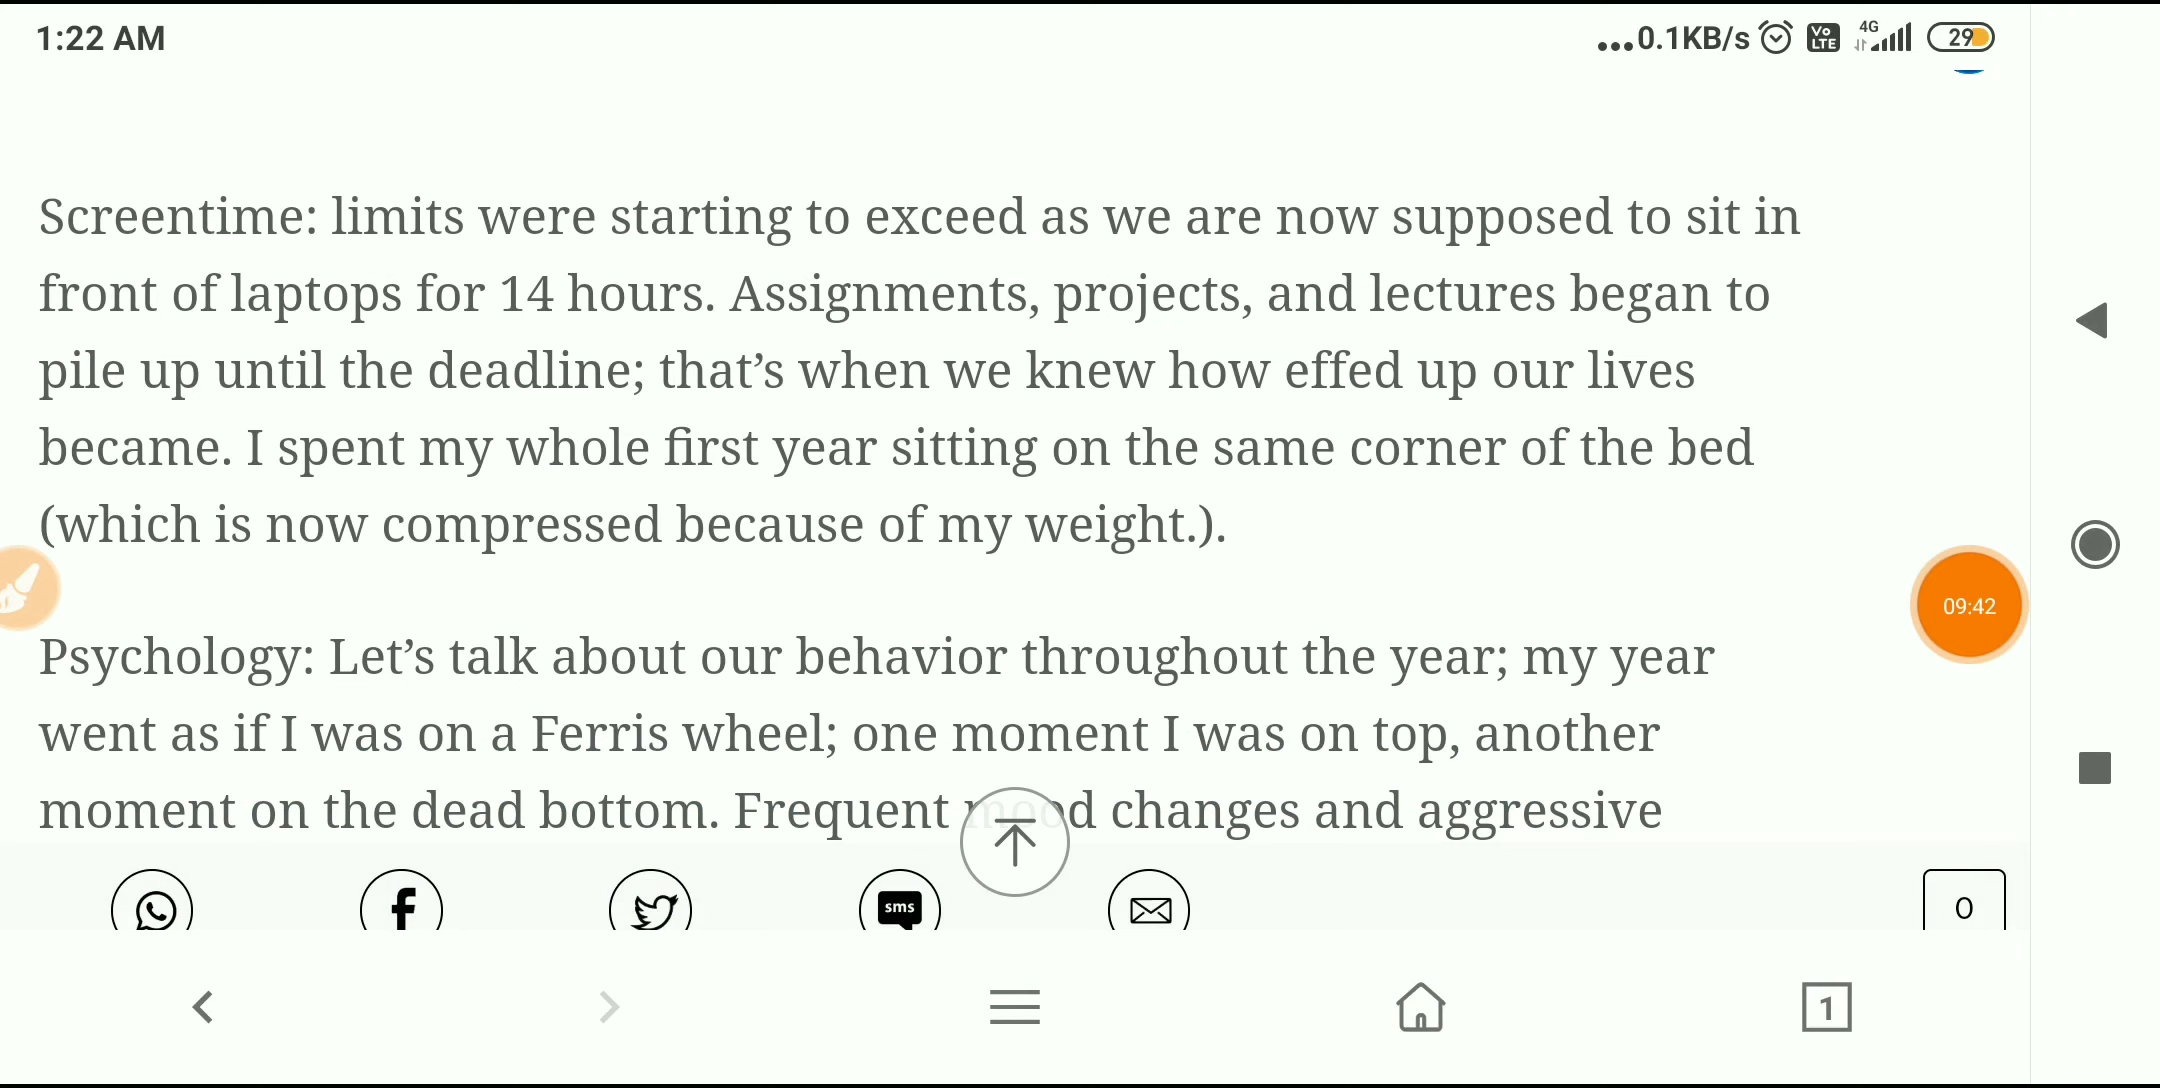 1:22 AM
...0.1KB/s Vo LTE 4G 29
Screentime: limits were starting to exceed as we are now supposed to sit in
front of laptops for 14 hours. Assignments, projects, and lectures began to
pile up until the deadline; that’s when we knew how effed up our lives
became. I spent my whole first year sitting on the same corner of the bed
(which is now compressed because of my weight.).
09:42
Psychology: Let’s talk about our behavior throughout the year; my year
went as if I was on a Ferris wheel; one moment I was on top, another
moment on the dead bottom. Frequent mood changes and aggressive
sms
0
1